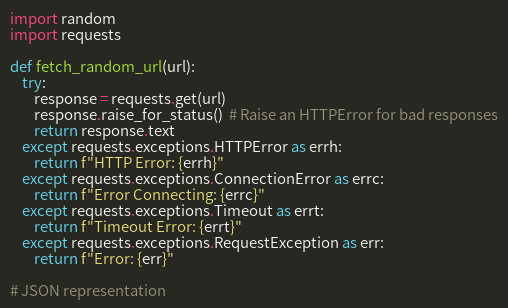 import random
import requests

def fetch_random_url(url):
    try:
        response = requests.get(url)
        response.raise_for_status()  # Raise an HTTPError for bad responses
        return response.text
    except requests.exceptions.HTTPError as errh:
        return f"HTTP Error: {errh}"
    except requests.exceptions.ConnectionError as errc:
        return f"Error Connecting: {errc}"
    except requests.exceptions.Timeout as errt:
        return f"Timeout Error: {errt}"
    except requests.exceptions.RequestException as err:
        return f"Error: {err}"

# JSON representation